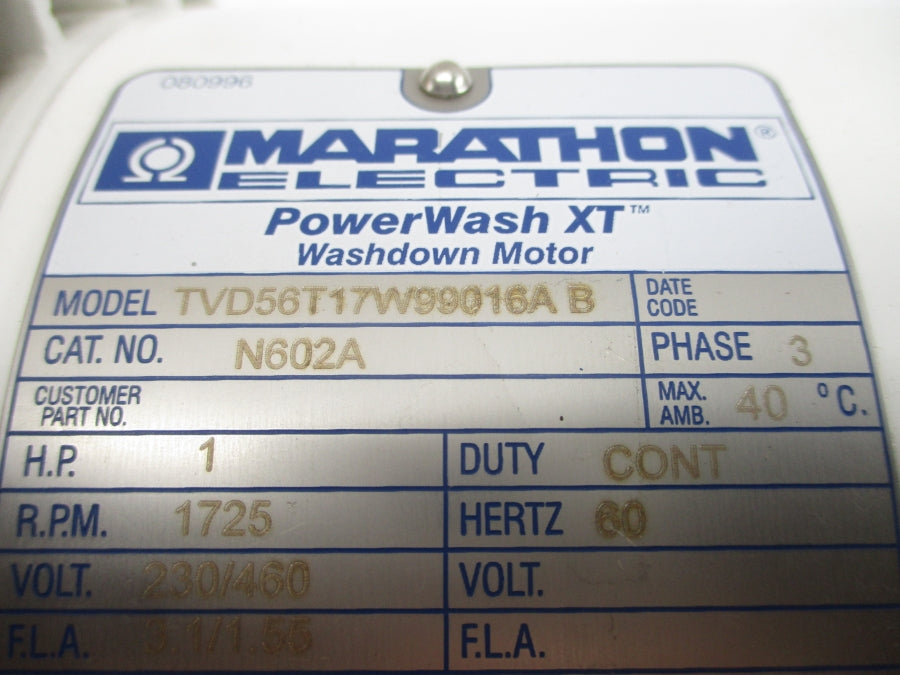 080996
MARATHON®
ELECTRIC
PowerWash XT™
Washdown Motor
MODEL TVD56T17W99016A B
DATE CODE
CAT. NO. N602A
PHASE 3
CUSTOMER PART NO.
MAX. AMB. 40 °C.
H.P. 1
DUTY CONT
R.P.M. 1725
HERTZ 60
VOLT. 230/460
VOLT.
F.L.A. 3.1/1.55
F.L.A.